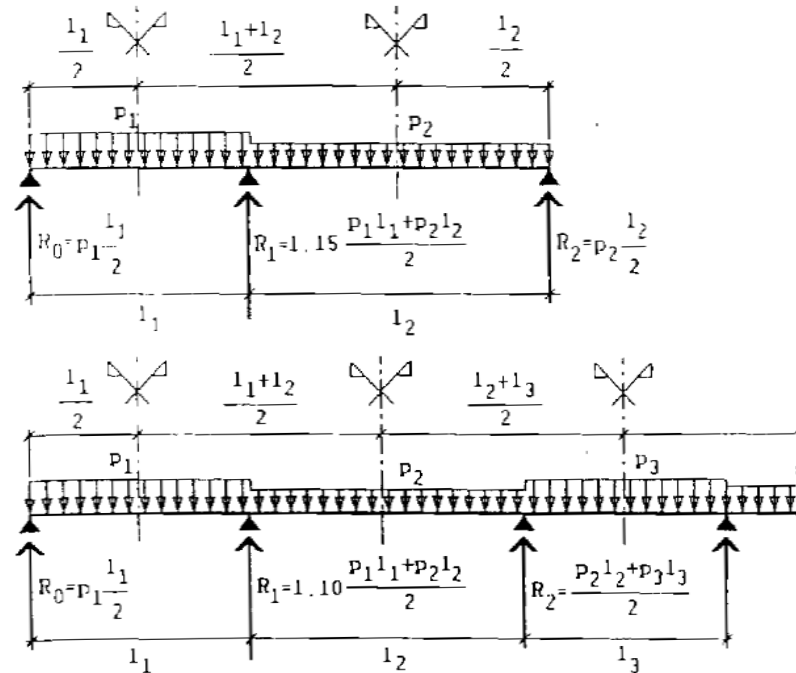 l₁/2 (l₁+l₂)/2 l₂/2
p₁ p₂
R₀=p₁ l₁/2 R₁=1.15 (p₁l₁+p₂l₂)/2 R₂=p₂ l₂/2
l₁ l₂
l₁/2 (l₁+l₂)/2 (l₂+l₃)/2
p₁ p₂ p₃
R₀=p₁ l₁/2 R₁=1.10 (p₁l₁+p₂l₂)/2 R₂=(p₂l₂+p₃l₃)/2
l₁ l₂ l₃